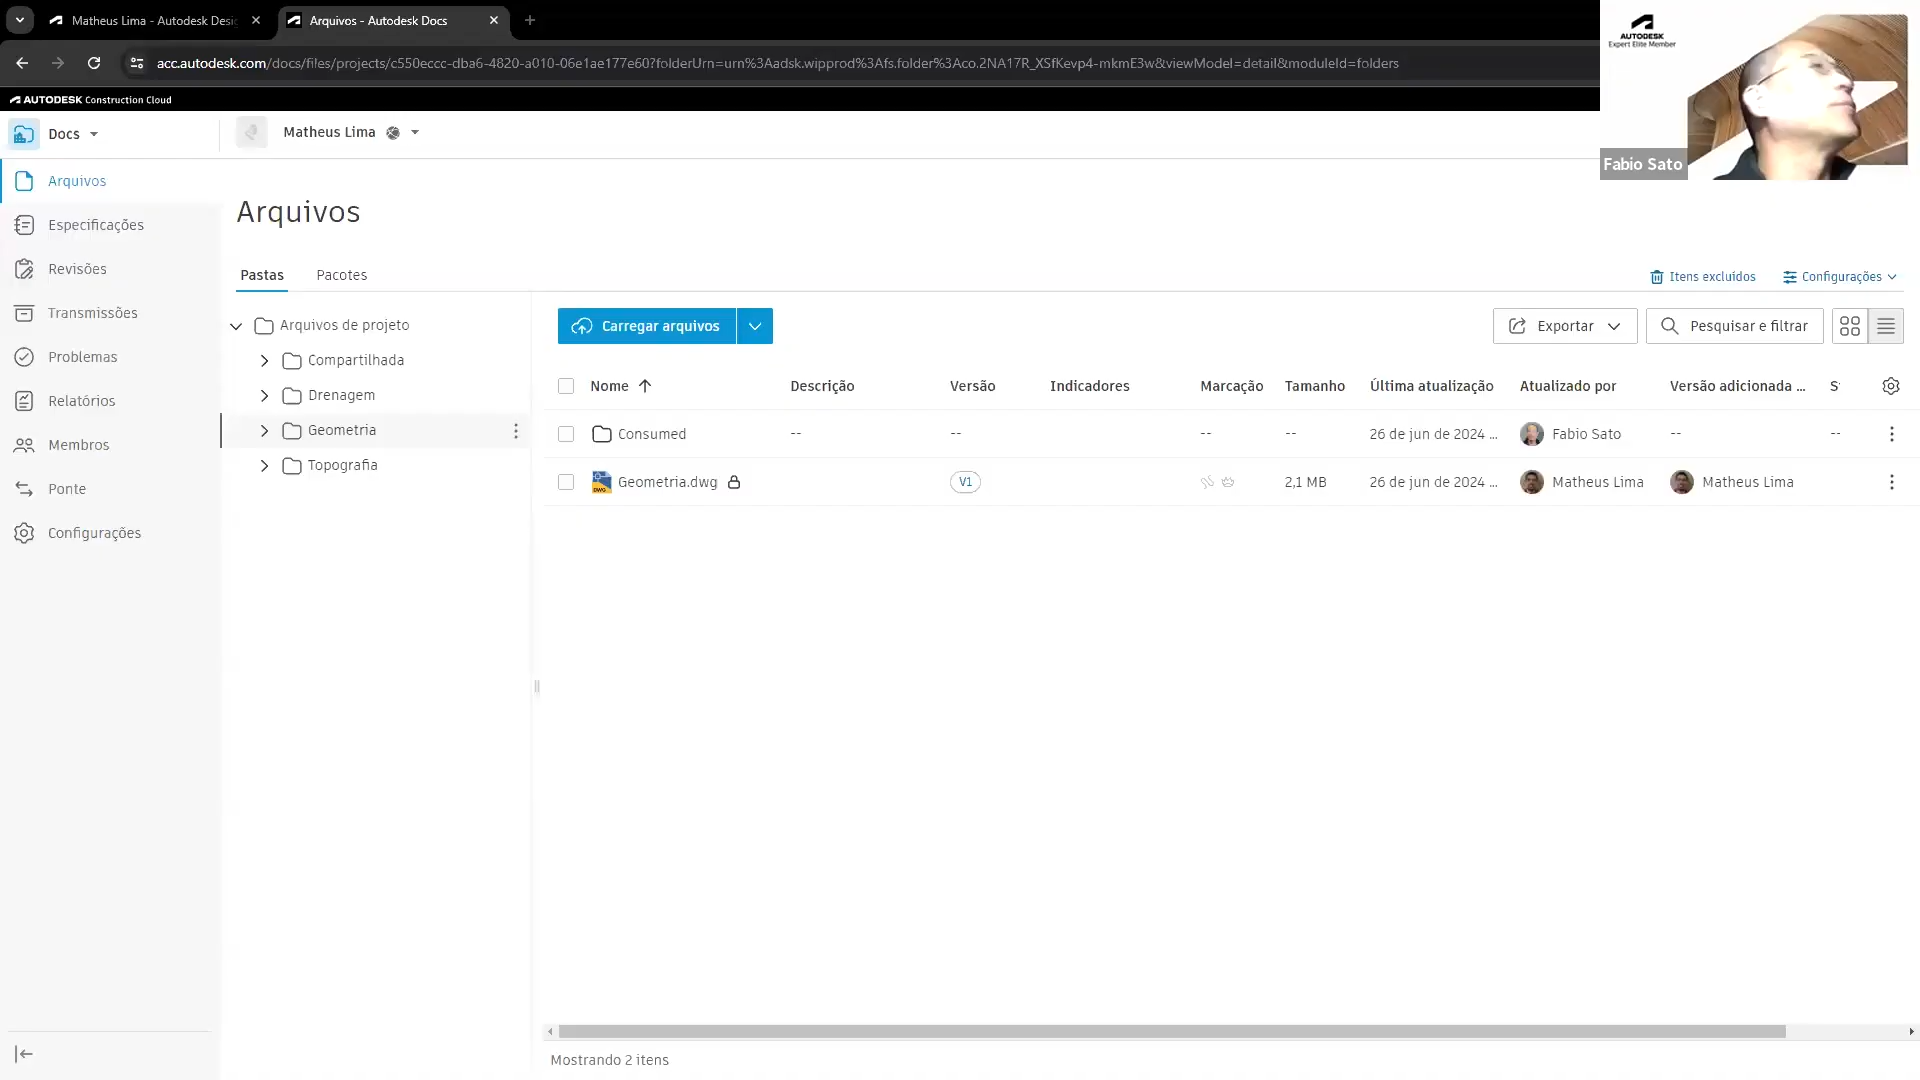 Matheus Lima - Autodesk Desig
Arquivos - Autodesk Docs
acc.autodesk.com/docs/files/projects/c550eccc-dba6-4820-a010-06e1ae177e60?folderUrn=urn%3Aadsk.wipprod%3Afs.folder%3Aco.2NA17R_XSfKevp4-mkmE3w&viewModel=detail&moduleId=folders
AUTODESK Construction Cloud
AUTODESK
Expert Elite Member
Fabio Sato
Docs
Matheus Lima
Arquivos
Especificações
Revisões
Transmissões
Problemas
Relatórios
Membros
Ponte
Configurações
Arquivos
Pastas Pacotes
Itens excluídos Configurações
Arquivos de projeto
Compartilhada
Drenagem
Geometria
Topografia
Carregar arquivos
Exportar Pesquisar e filtrar
Nome Descrição Versão Indicadores Marcação Tamanho Última atualização Atualizado por Versão adicionada ... S
Consumed -- -- -- -- 26 de jun de 2024 ... Fabio Sato -- --
Geometria.dwg V1 2,1 MB 26 de jun de 2024 ... Matheus Lima Matheus Lima
DWG
Mostrando 2 itens